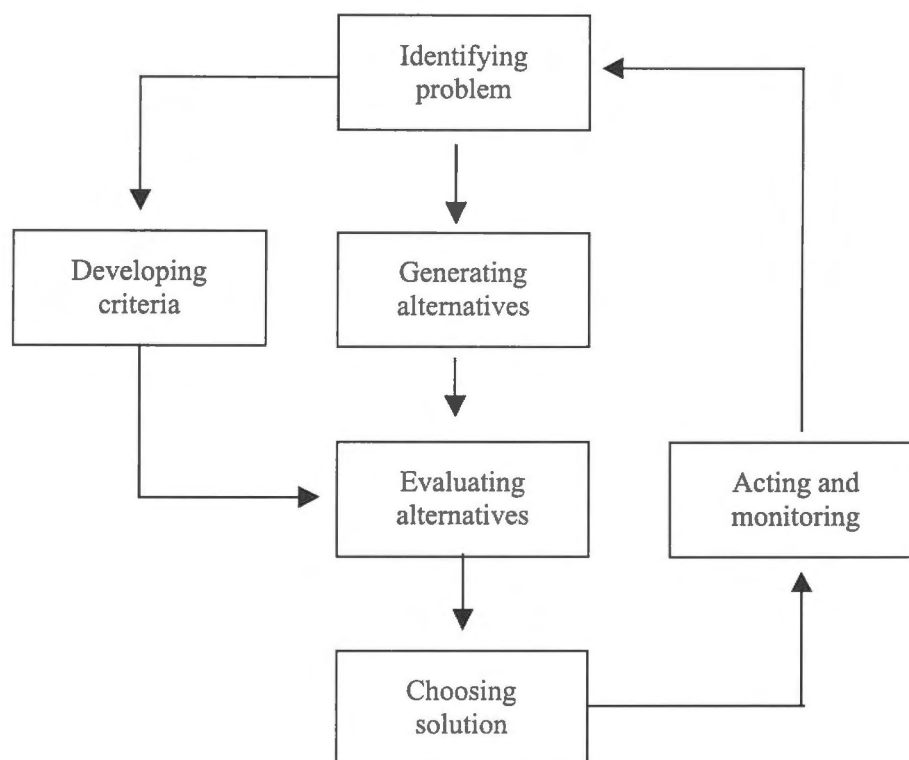 Identifying
problem
Developing
criteria
Generating
alternatives
Evaluating
alternatives
Acting and
monitoring
Choosing
solution